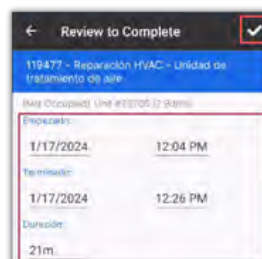 Review to Complete
119477 - Reparación HVAC - Unidad de
tratamiento de aire
Empezado:
1/17/2024 12:04 PM
Terminado:
1/17/2024 12:26 PM
Duración:
21m